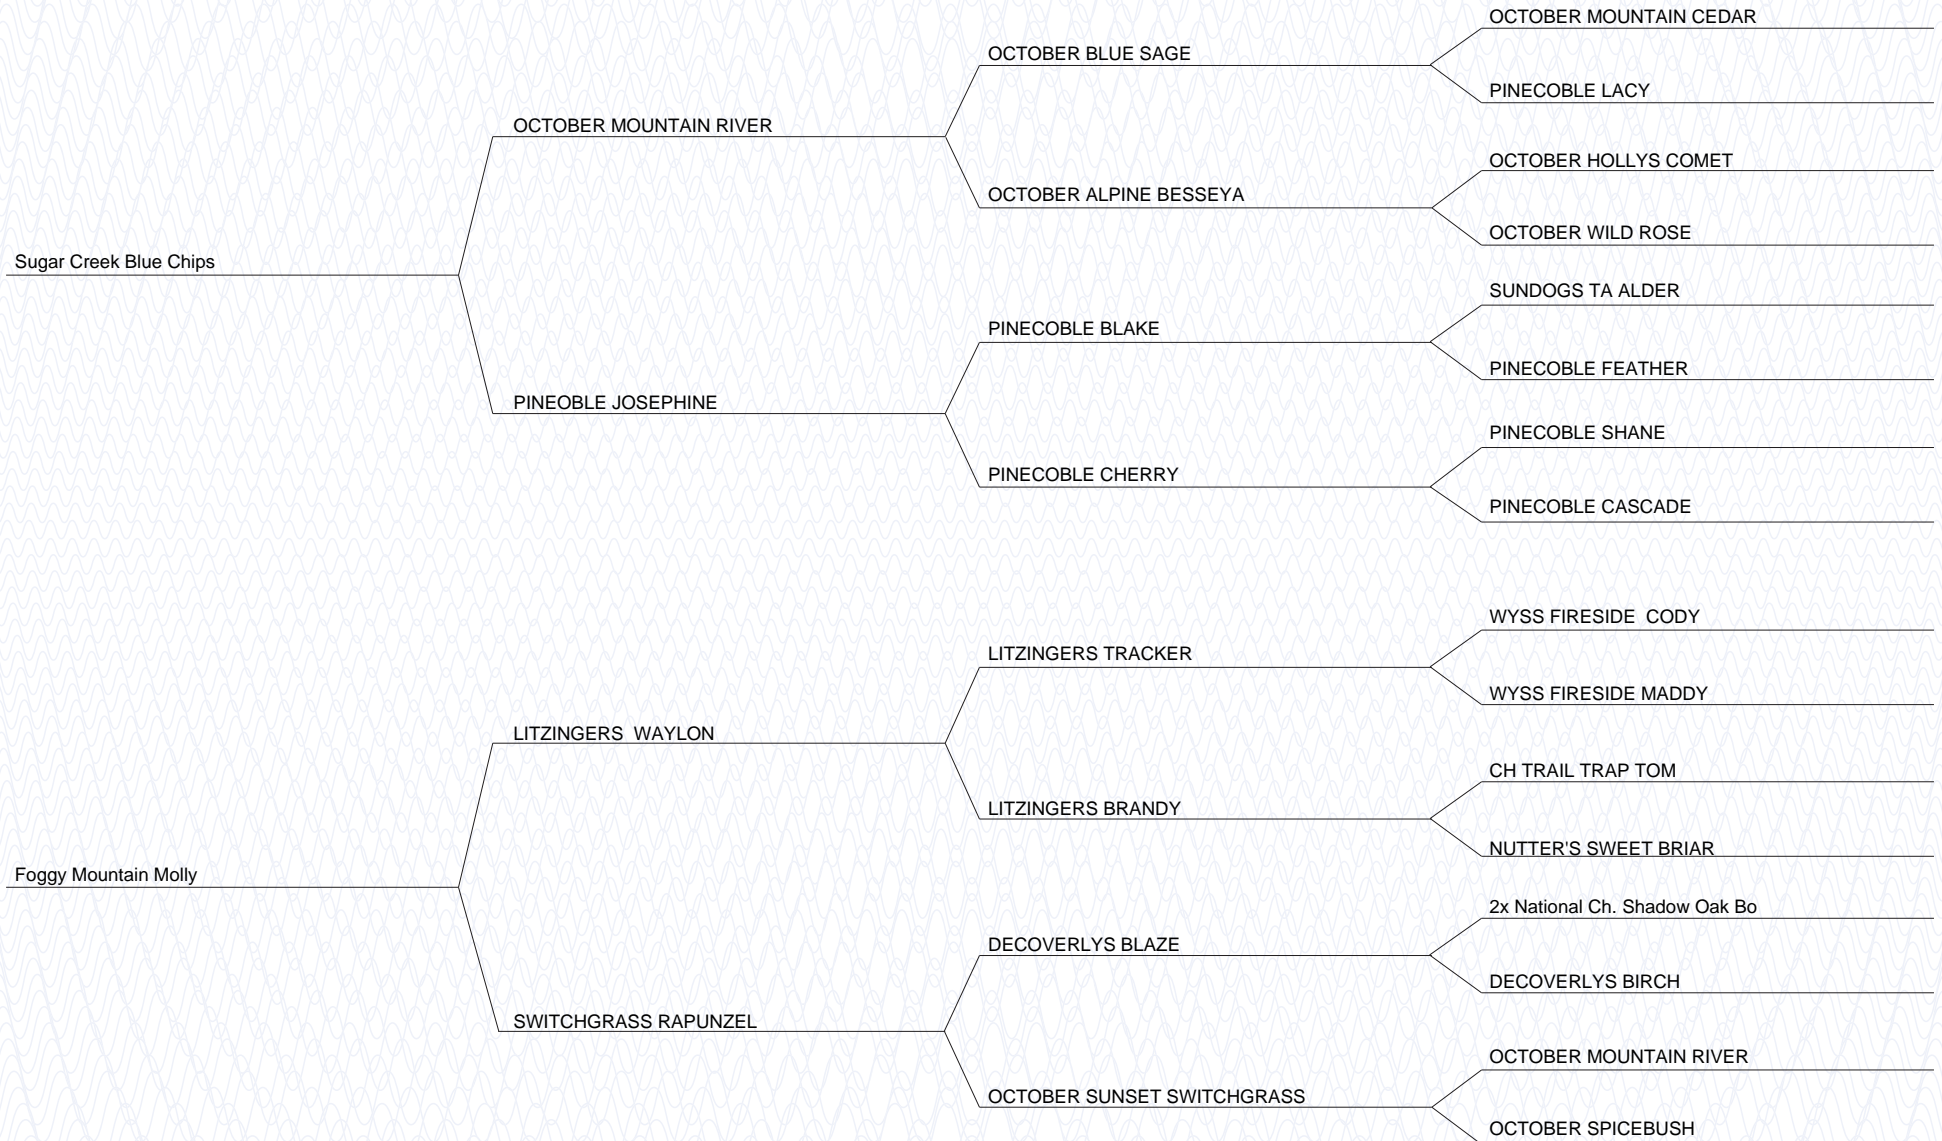 OCTOBER MOUNTAIN CEDAR
OCTOBER BLUE SAGE
PINECOBLE LACY
OCTOBER MOUNTAIN RIVER
OCTOBER HOLLYS COMET
OCTOBER ALPINE BESSEYA
OCTOBER WILD ROSE
Sugar Creek Blue Chips
SUNDOGS TA ALDER
PINECOBLE BLAKE
PINECOBLE FEATHER
PINEOBLE JOSEPHINE
PINECOBLE SHANE
PINECOBLE CHERRY
PINECOBLE CASCADE
WYSS FIRESIDE  CODY
LITZINGERS TRACKER
WYSS FIRESIDE MADDY
LITZINGERS  WAYLON
CH TRAIL TRAP TOM
LITZINGERS BRANDY
NUTTER'S SWEET BRIAR
Foggy Mountain Molly
2x National Ch. Shadow Oak Bo
DECOVERLYS BLAZE
DECOVERLYS BIRCH
SWITCHGRASS RAPUNZEL
OCTOBER MOUNTAIN RIVER
OCTOBER SUNSET SWITCHGRASS
OCTOBER SPICEBUSH